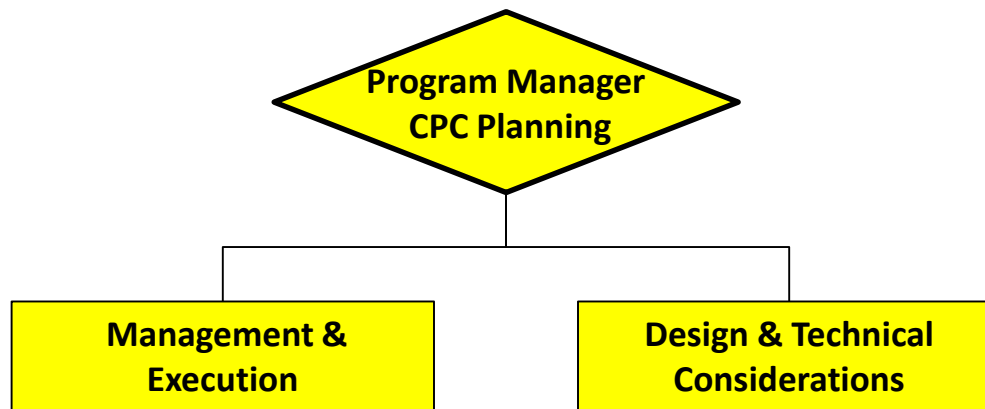 Program Manager
CPC Planning
Management &
Execution
Design & Technical
Considerations